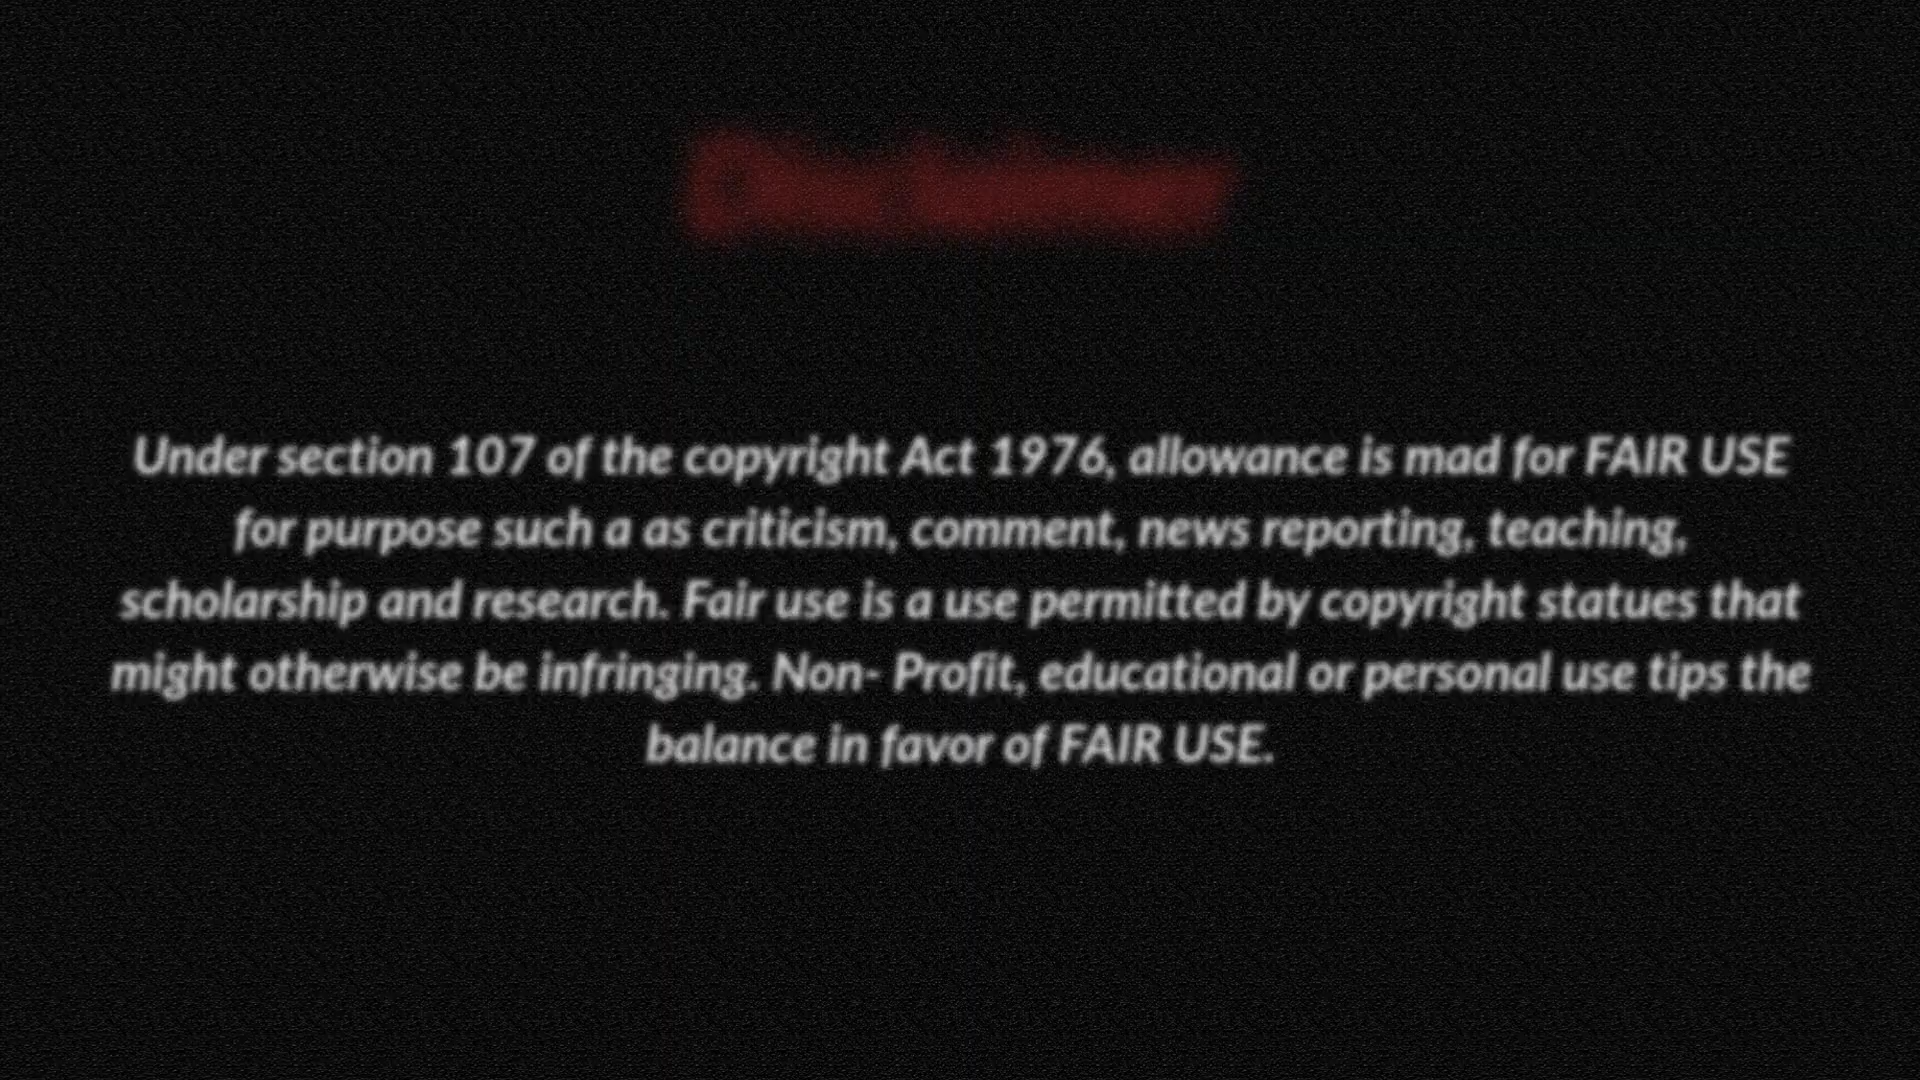 Under section 107 of the copyright Act 1976, allowance is mad for FAIR USE
for purpose such a as criticism, comment, news reporting, teaching,
scholarship and research. Fair use is a use permitted by copyright statues that
might otherwise be infringing. Non- Profit, educational or personal use tips the
balance in favor of FAIR USE.